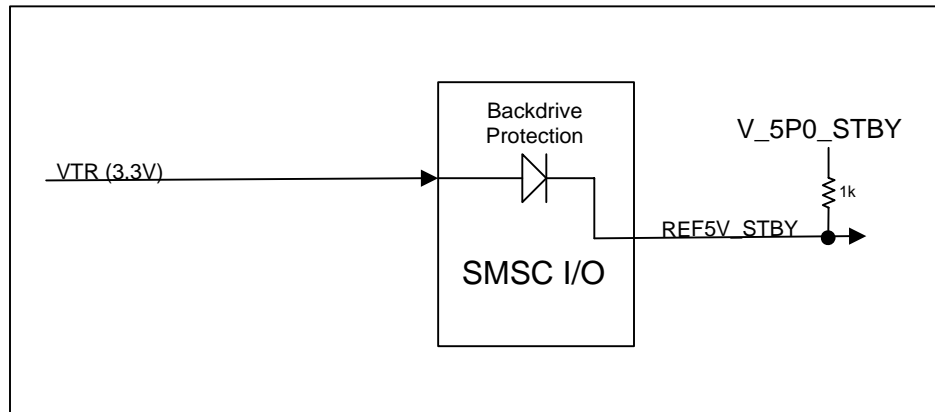 Backdrive
Protection
V_5P0_STBY
VTR (3.3V)
1k
REF5V_STBY
SMSC I/O